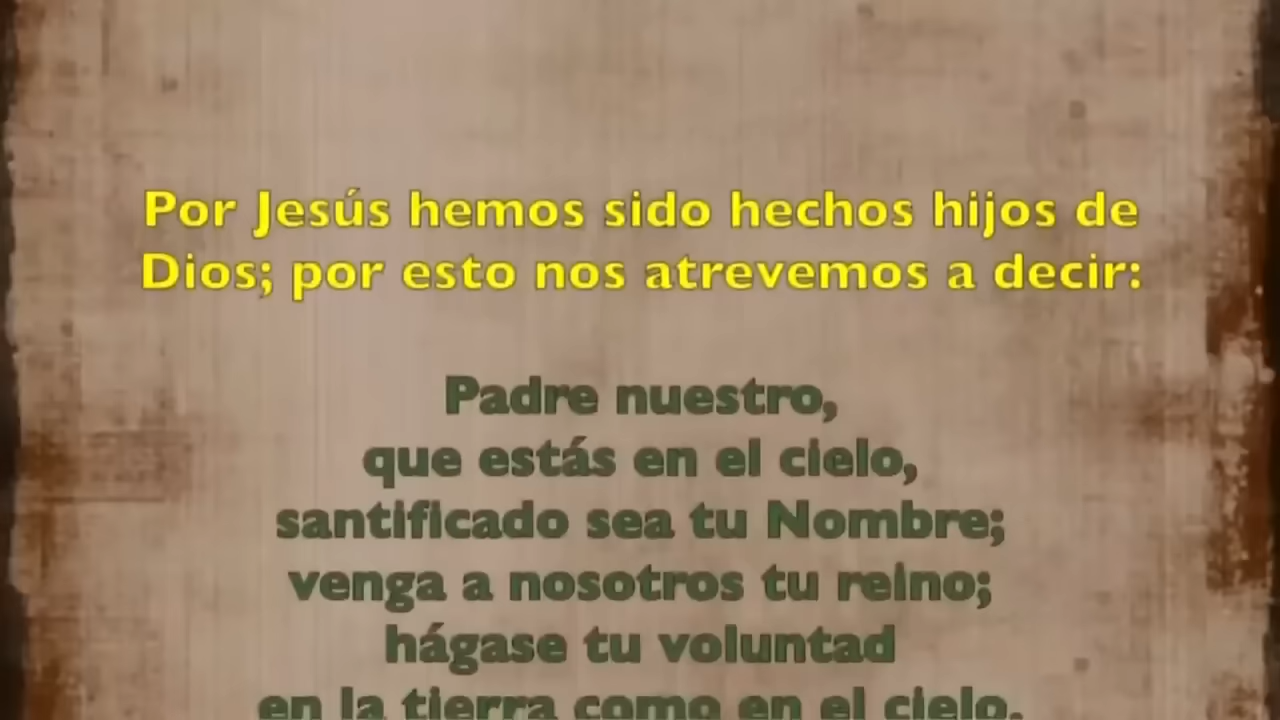 Por Jesús hemos sido hechos hijos de
Dios; por esto nos atrevemos a decir:
Padre nuestro,
que estás en el cielo,
santificado sea tu Nombre;
venga a nosotros tu reino;
hágase tu voluntad
en la tierra como en el cielo.